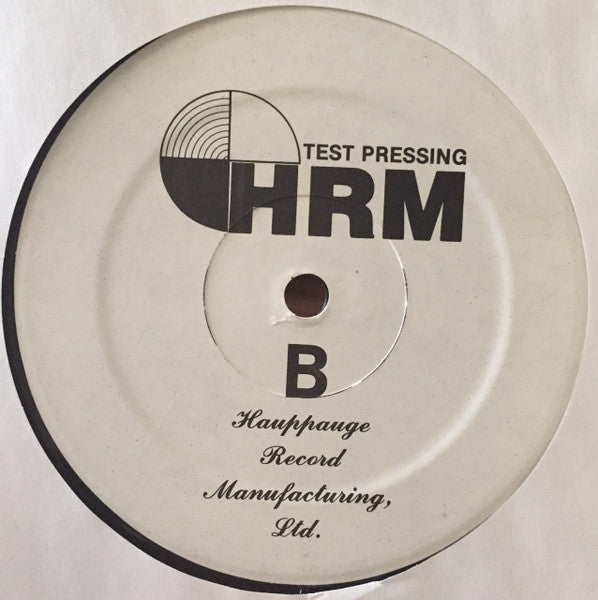 TEST PRESSING
HRM
B
Hauppauge
Record
Manufacturing,
Ltd.